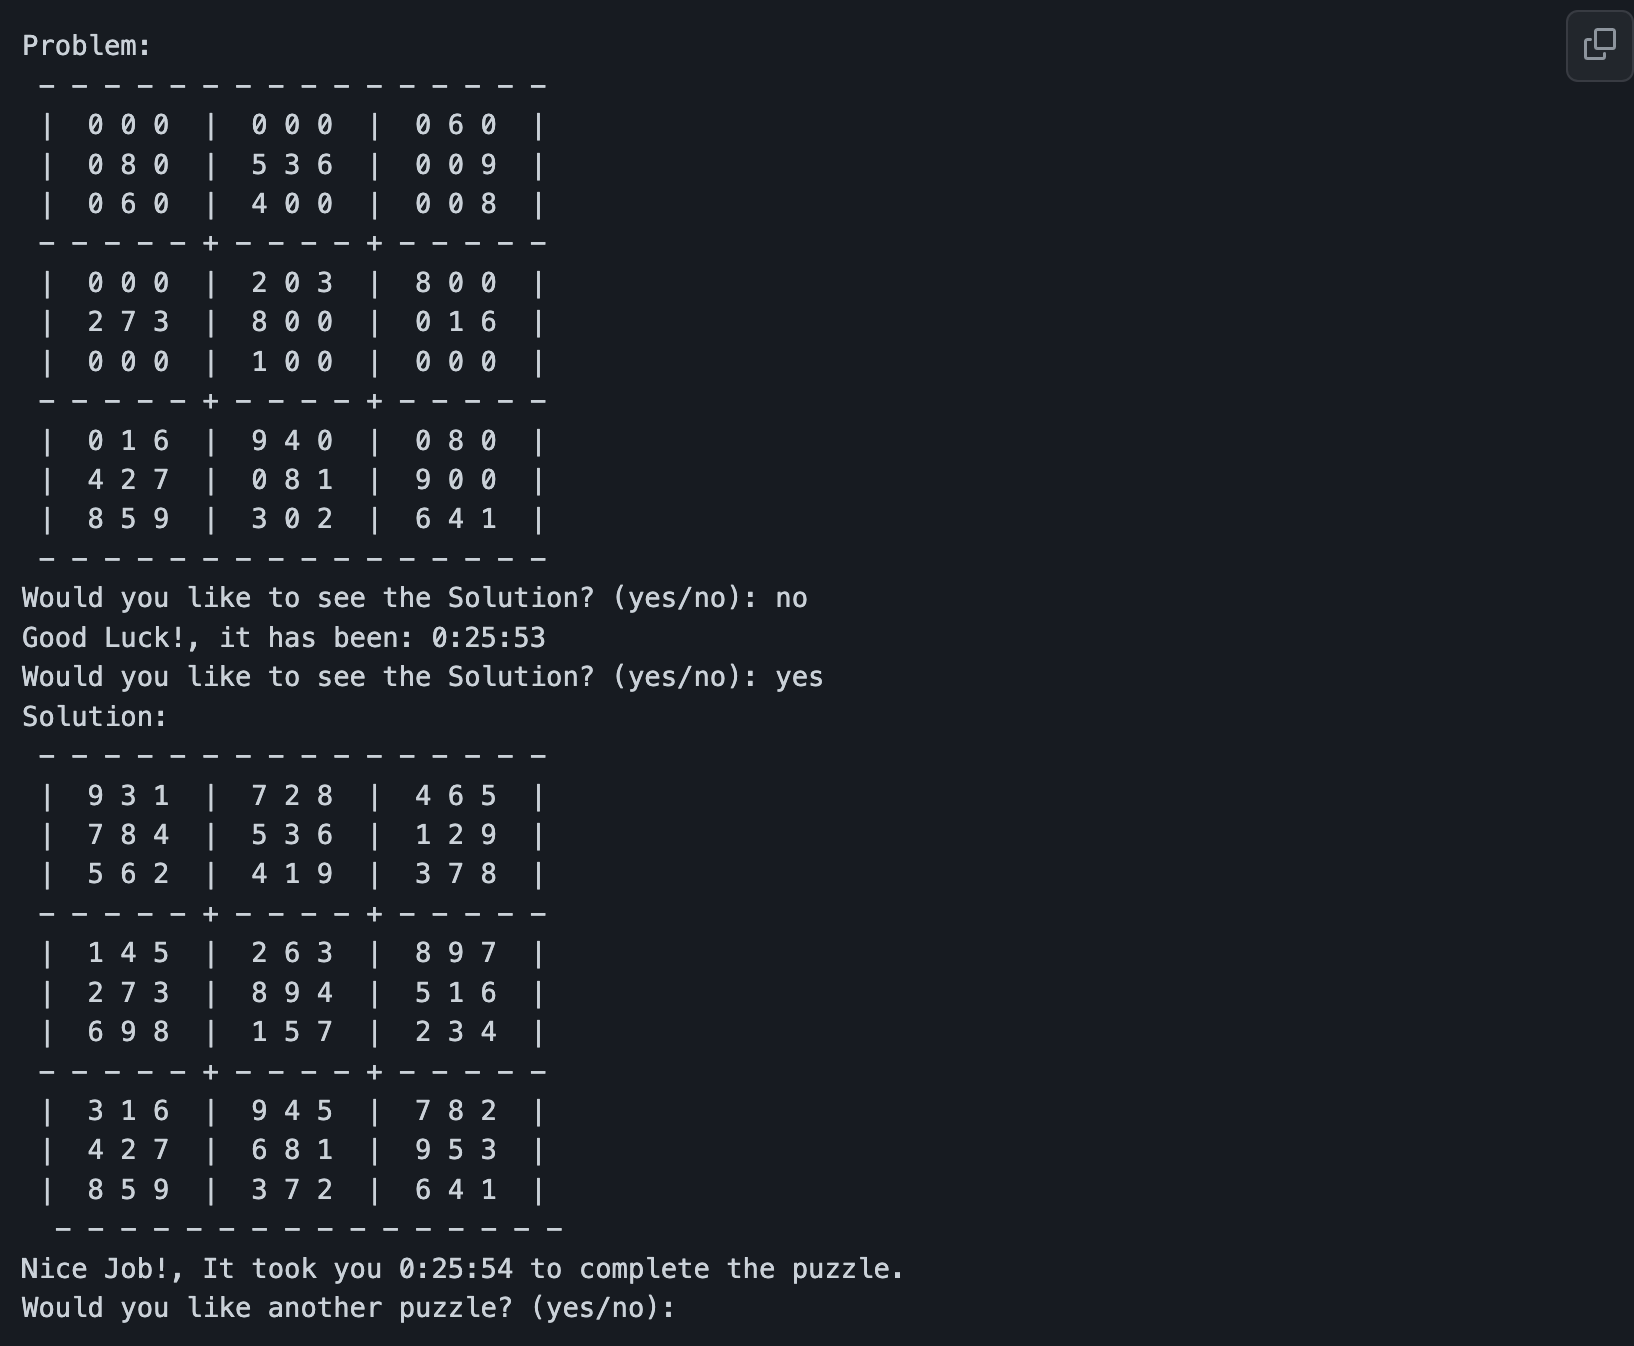 Problem:
 - - - - - - - - - - - - - - - -
 |  0 0 0  |  0 0 0  |  0 6 0  |
 |  0 8 0  |  5 3 6  |  0 0 9  |
 |  0 6 0  |  4 0 0  |  0 0 8  |
 - - - - - + - - - - + - - - - -
 |  0 0 0  |  2 0 3  |  8 0 0  |
 |  2 7 3  |  8 0 0  |  0 1 6  |
 |  0 0 0  |  1 0 0  |  0 0 0  |
 - - - - - + - - - - + - - - - -
 |  0 1 6  |  9 4 0  |  0 8 0  |
 |  4 2 7  |  0 8 1  |  9 0 0  |
 |  8 5 9  |  3 0 2  |  6 4 1  |
 - - - - - - - - - - - - - - - -
Would you like to see the Solution? (yes/no): no
Good Luck!, it has been: 0:25:53
Would you like to see the Solution? (yes/no): yes
Solution:
 - - - - - - - - - - - - - - - -
 |  9 3 1  |  7 2 8  |  4 6 5  |
 |  7 8 4  |  5 3 6  |  1 2 9  |
 |  5 6 2  |  4 1 9  |  3 7 8  |
 - - - - - + - - - - + - - - - -
 |  1 4 5  |  2 6 3  |  8 9 7  |
 |  2 7 3  |  8 9 4  |  5 1 6  |
 |  6 9 8  |  1 5 7  |  2 3 4  |
 - - - - - + - - - - + - - - - -
 |  3 1 6  |  9 4 5  |  7 8 2  |
 |  4 2 7  |  6 8 1  |  9 5 3  |
 |  8 5 9  |  3 7 2  |  6 4 1  |
  - - - - - - - - - - - - - - - -
Nice Job!, It took you 0:25:54 to complete the puzzle.
Would you like another puzzle? (yes/no):